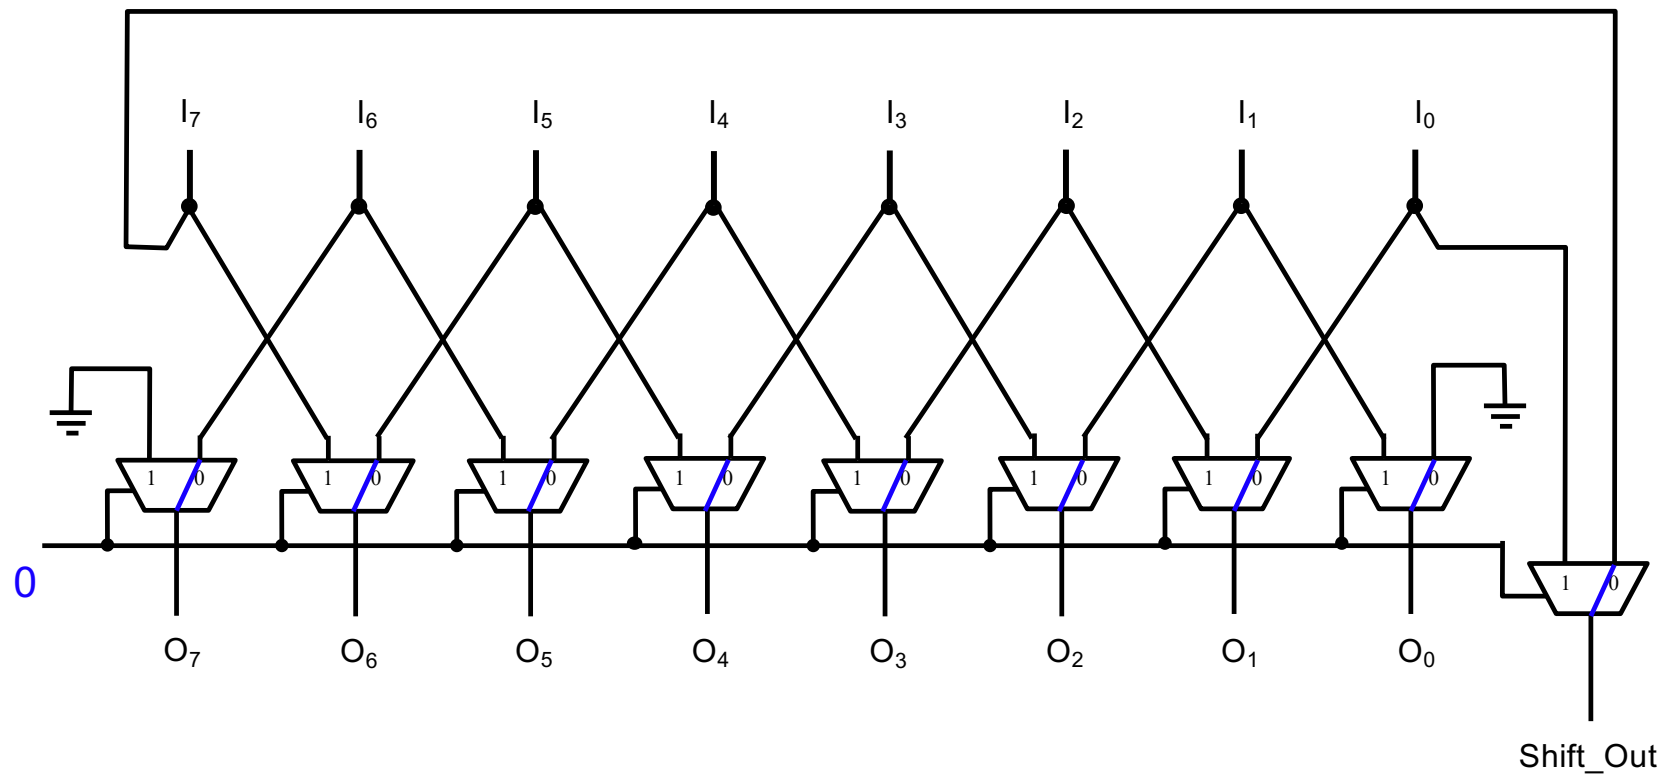 I7 I6 I5 I4 I3 I2 I1 I0
1 0 1 0 1 0 1 0 1 0 1 0 1 0 1 0
0
1 0
O7 O6 O5 O4 O3 O2 O1 O0
Shift_Out